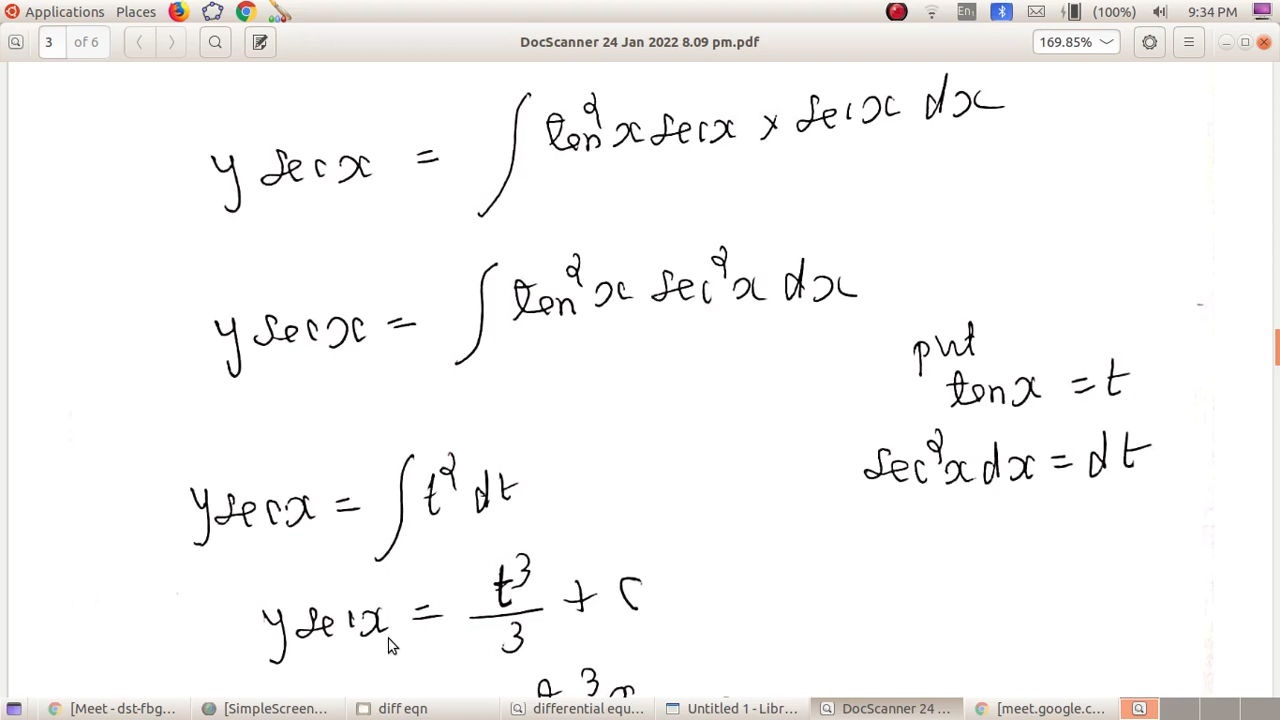 Applications Places En₁ (100%) 9:34 PM
3 of 6 DocScanner 24 Jan 2022 8.09 pm.pdf 169.85%
y secx = ∫ tan²x secx × secx dx
y secx = ∫ tan²x sec²x dx
put
tanx = t
sec²x dx = dt
y secx = ∫ t² dt
y secx = t³/3 + C
[Meet - dst-fbg... [SimpleScreen... diff eqn differential equ... Untitled 1 - Libr... DocScanner 24 ... [meet.google.c...